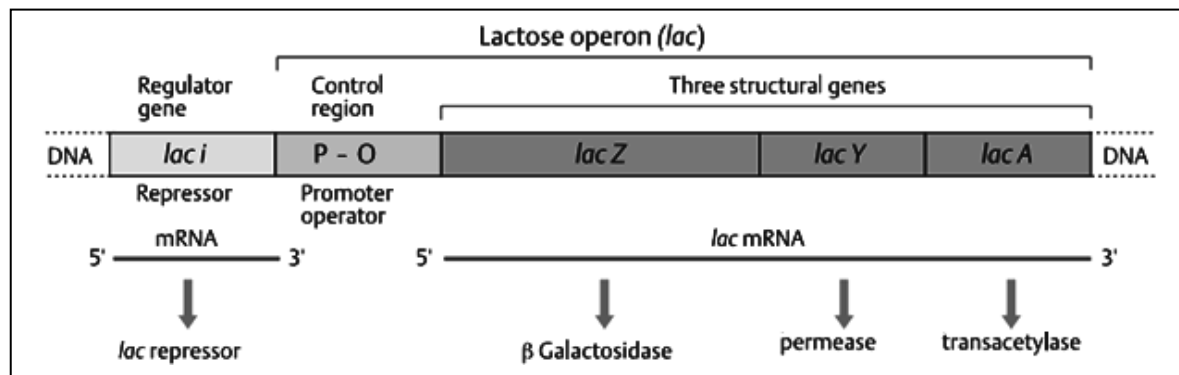 Lactose operon (lac)
Regulator
gene
Control
region
Three structural genes
DNA
lac i
P - O
lac Z
lac Y
lac A
DNA
Repressor
Promoter
operator
mRNA
5'
3'
lac mRNA
5'
3'
lac repressor
β Galactosidase
permease
transacetylase